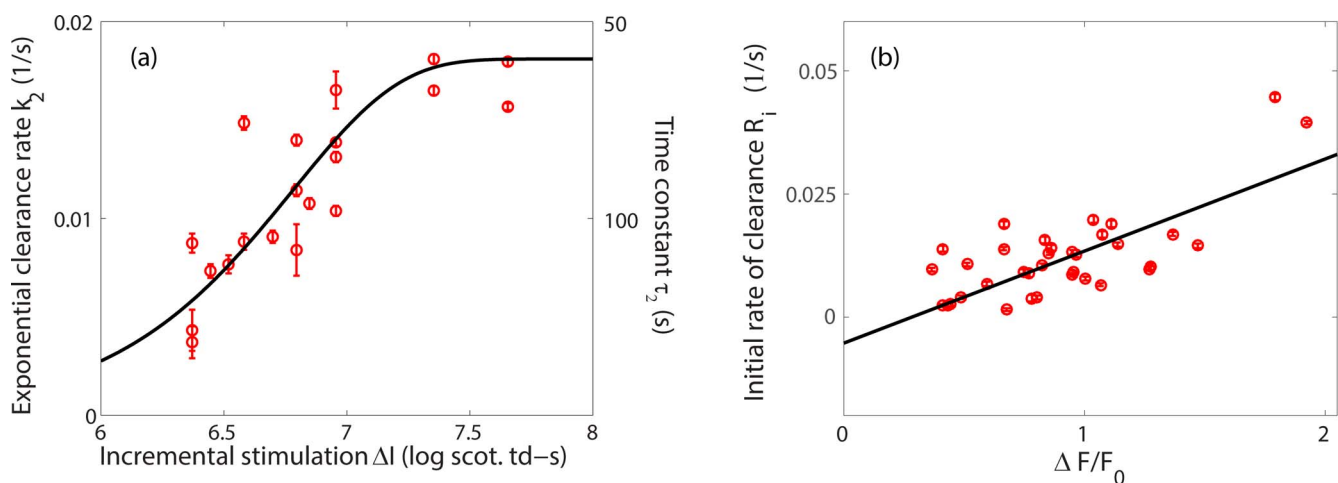 (a)
Exponential clearance rate k2 (1/s)
0.02
0.01
0
6
6.5
7
7.5
8
Incremental stimulation ΔI (log scot. td–s)
50
100
Time constant τ2 (s)
(b)
Initial rate of clearance Ri (1/s)
0.05
0.025
0
0
1
2
Δ F/F0